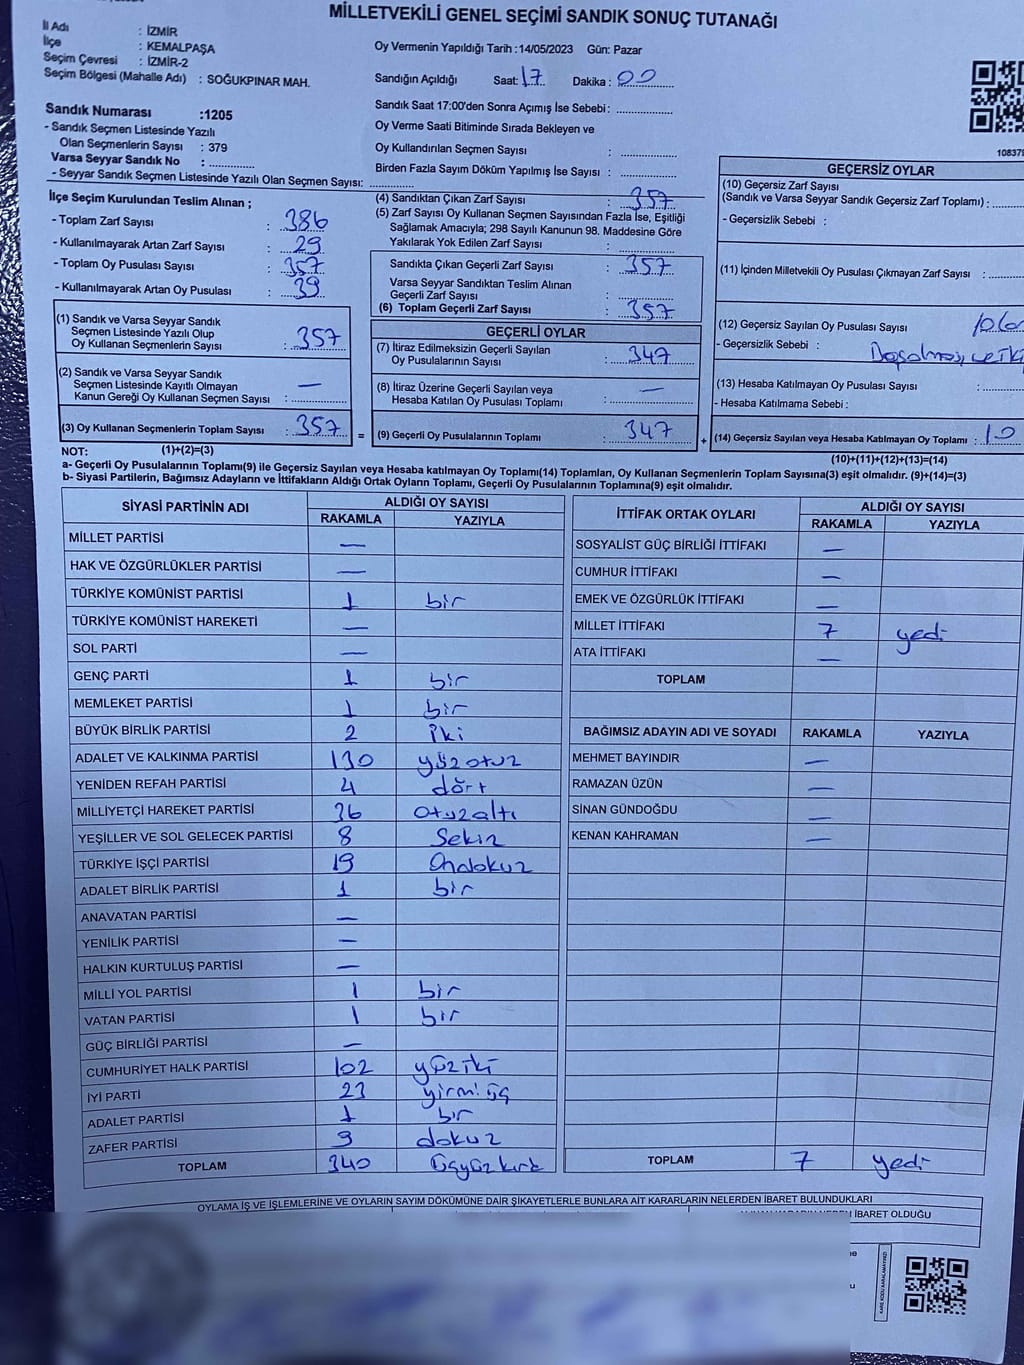 MİLLETVEKİLİ GENEL SEÇİMİ SANDIK SONUÇ TUTANAĞI
İl Adı : İZMİR
İlçe : KEMALPAŞA
Seçim Çevresi : İZMİR-2
Seçim Bölgesi (Mahalle Adı) : SOĞUKPINAR MAH.
Oy Vermenin Yapıldığı Tarih :14/05/2023 Gün: Pazar
Sandığın Açıldığı Saat: 17 Dakika : 00
Sandık Saat 17:00'den Sonra Açımış İse Sebebi:
Oy Verme Saati Bitiminde Sırada Bekleyen ve
Oy Kullandırılan Seçmen Sayısı :
Birden Fazla Sayım Döküm Yapılmış İse Sayısı :
Sandık Numarası :1205
- Sandık Seçmen Listesinde Yazılı
Olan Seçmenlerin Sayısı : 379
Varsa Seyyar Sandık No :
- Seyyar Sandık Seçmen Listesinde Yazılı Olan Seçmen Sayısı:
İlçe Seçim Kurulundan Teslim Alınan ;
- Toplam Zarf Sayısı : 386
- Kullanılmayarak Artan Zarf Sayısı : 29
- Toplam Oy Pusulası Sayısı : 357
- Kullanılmayarak Artan Oy Pusulası : 39
(1) Sandık ve Varsa Seyyar Sandık
Seçmen Listesinde Yazılı Olup
Oy Kullanan Seçmenlerin Sayısı : 357
(2) Sandık ve Varsa Seyyar Sandık
Seçmen Listesinde Kayıtlı Olmayan
Kanun Gereği Oy Kullanan Seçmen Sayısı : —
(3) Oy Kullanan Seçmenlerin Toplam Sayısı : 357
(1)+(2)=(3)
(4) Sandıktan Çıkan Zarf Sayısı : 357
(5) Zarf Sayısı Oy Kullanan Seçmen Sayısından Fazla İse, Eşitliği
Sağlamak Amacıyla; 298 Sayılı Kanunun 98. Maddesine Göre
Yakılarak Yok Edilen Zarf Sayısı :
Sandıkta Çıkan Geçerli Zarf Sayısı : 357
Varsa Seyyar Sandıktan Teslim Alınan
Geçerli Zarf Sayısı :
(6) Toplam Geçerli Zarf Sayısı : 357
GEÇERLİ OYLAR
(7) İtiraz Edilmeksizin Geçerli Sayılan
Oy Pusulalarının Sayısı : 347
(8) İtiraz Üzerine Geçerli Sayılan veya
Hesaba Katılan Oy Pusulası Toplamı : —
= (9) Geçerli Oy Pusulalarının Toplamı : 347
108379
GEÇERSİZ OYLAR
(10) Geçersiz Zarf Sayısı
(Sandık ve Varsa Seyyar Sandık Geçersiz Zarf Toplamı) :
- Geçersizlik Sebebi :
(11) İçinden Milletvekili Oy Pusulası Çıkmayan Zarf Sayısı :
(12) Geçersiz Sayılan Oy Pusulası Sayısı
- Geçersizlik Sebebi :
(13) Hesaba Katılmayan Oy Pusulası Sayısı :
- Hesaba Katılmama Sebebi :
+ (14) Geçersiz Sayılan veya Hesaba Katılmayan Oy Toplamı : 10
(10)+(11)+(12)+(13)=(14)
NOT:
a- Geçerli Oy Pusulalarının Toplamı(9) ile Geçersiz Sayılan veya Hesaba katılmayan Oy Toplamı(14) Toplamları, Oy Kullanan Seçmenlerin Toplam Sayısına(3) eşit olmalıdır. (9)+(14)=(3)
b- Siyasi Partilerin, Bağımsız Adayların ve İttifakların Aldığı Ortak Oyların Toplamı, Geçerli Oy Pusulalarının Toplamına(9) eşit olmalıdır.
SİYASİ PARTİNİN ADI ALDIĞI OY SAYISI
RAKAMLA YAZIYLA
MİLLET PARTİSİ —
HAK VE ÖZGÜRLÜKLER PARTİSİ —
TÜRKİYE KOMÜNİST PARTİSİ 1 bir
TÜRKİYE KOMÜNİST HAREKETİ —
SOL PARTİ —
GENÇ PARTİ 1 bir
MEMLEKET PARTİSİ 1 bir
BÜYÜK BİRLİK PARTİSİ 2 iki
ADALET VE KALKINMA PARTİSİ 130 yüzotuz
YENİDEN REFAH PARTİSİ 4 dört
MİLLİYETÇİ HAREKET PARTİSİ 36 otuzaltı
YEŞİLLER VE SOL GELECEK PARTİSİ 8 Sekiz
TÜRKİYE İŞÇİ PARTİSİ 19 Ondokuz
ADALET BİRLİK PARTİSİ 1 bir
ANAVATAN PARTİSİ —
YENİLİK PARTİSİ —
HALKIN KURTULUŞ PARTİSİ —
MİLLİ YOL PARTİSİ 1 bir
VATAN PARTİSİ 1 bir
GÜÇ BİRLİĞİ PARTİSİ —
CUMHURİYET HALK PARTİSİ 102 yüziki
İYİ PARTİ 23 yirmi üç
ADALET PARTİSİ 1 bir
ZAFER PARTİSİ 9 dokuz
TOPLAM 340 üçyüzkırk
İTTİFAK ORTAK OYLARI ALDIĞI OY SAYISI
RAKAMLA YAZIYLA
SOSYALİST GÜÇ BİRLİĞİ İTTİFAKI —
CUMHUR İTTİFAKI —
EMEK VE ÖZGÜRLÜK İTTİFAKI —
MİLLET İTTİFAKI 7 yedi
ATA İTTİFAKI —
TOPLAM
BAĞIMSIZ ADAYIN ADI VE SOYADI RAKAMLA YAZIYLA
MEHMET BAYINDIR —
RAMAZAN ÜZÜN —
SİNAN GÜNDOĞDU —
KENAN KAHRAMAN —
TOPLAM 7 yedi
OYLAMA İŞ VE İŞLEMLERİNE VE OYLARIN SAYIM DÖKÜMÜNE DAİR ŞİKAYETLERLE BUNLARA AİT KARARLARIN NELERDEN İBARET BULUNDUKLARI
İBARET OLDUĞU